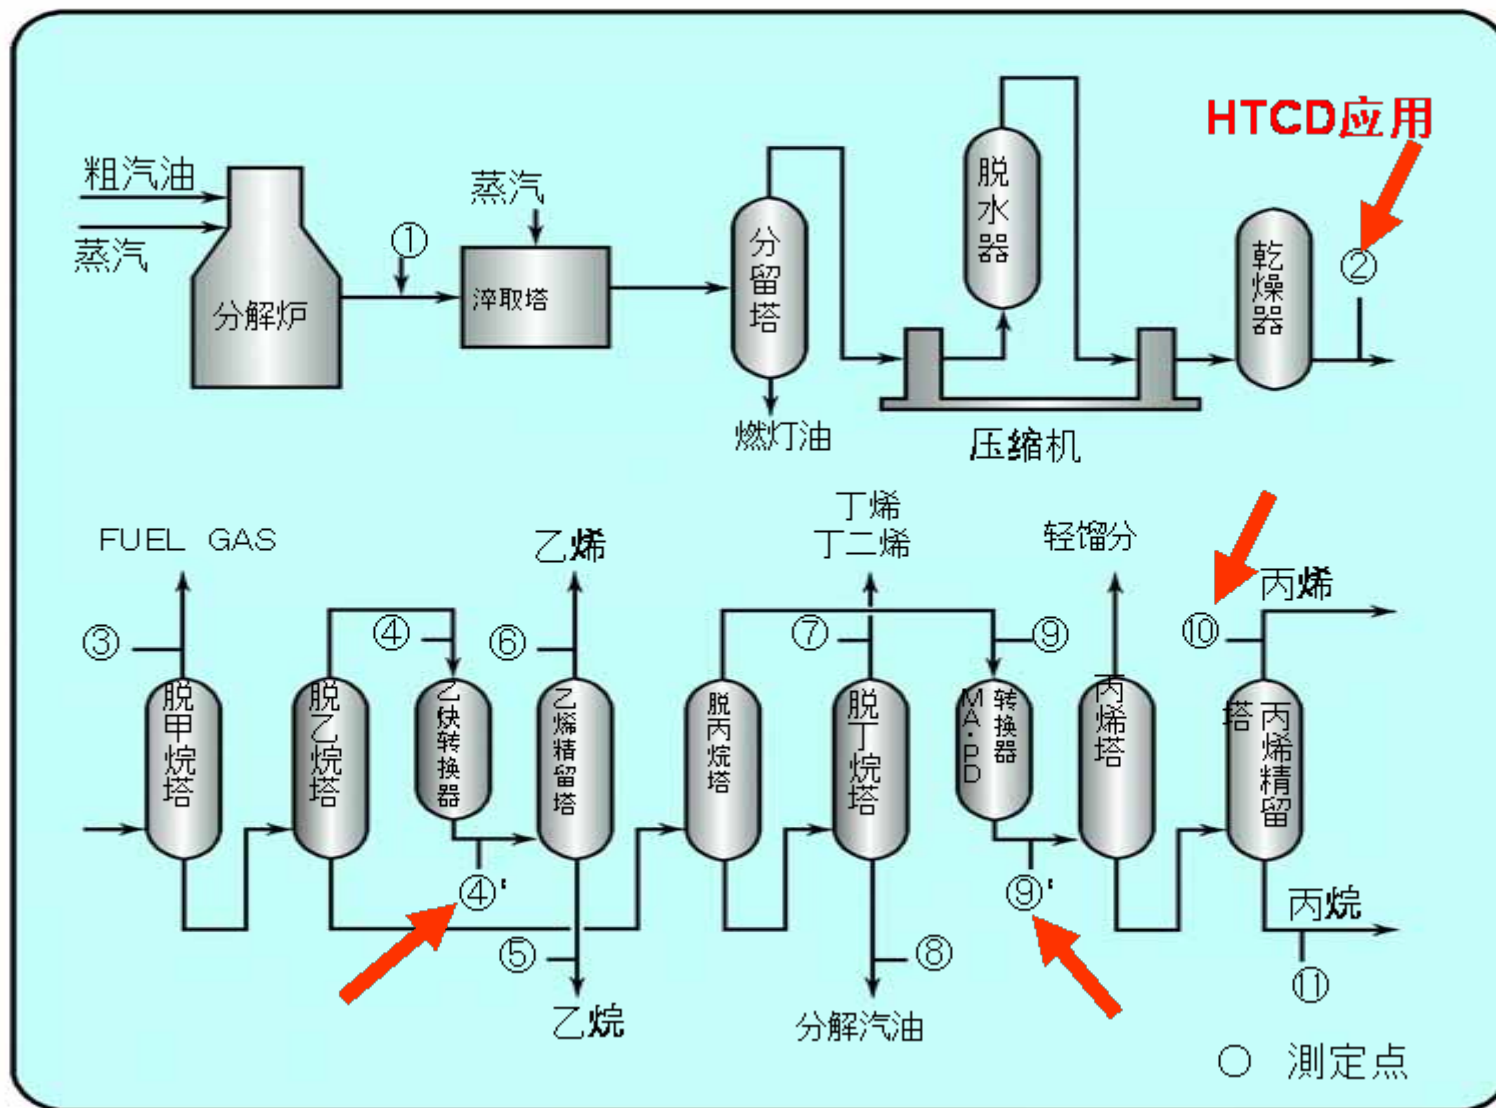 HTCD应用
粗汽油
蒸汽
分解炉
①
蒸汽
淬取塔
分留塔
燃灯油
脱水器
压缩机
乾燥器
②
FUEL GAS
③
脱甲烷塔
脱乙烷塔
④
乙炔转换器
④'
乙烯
⑥
乙烯精留塔
⑤
乙烷
脱丙烷塔
丁烯
丁二烯
⑦
脱丁烷塔
⑧
分解汽油
⑨
转换器
MA·PD
⑨'
轻馏分
丙烯塔
⑩
丙烯
丙烯精留
塔
丙烷
⑪
○ 測定点